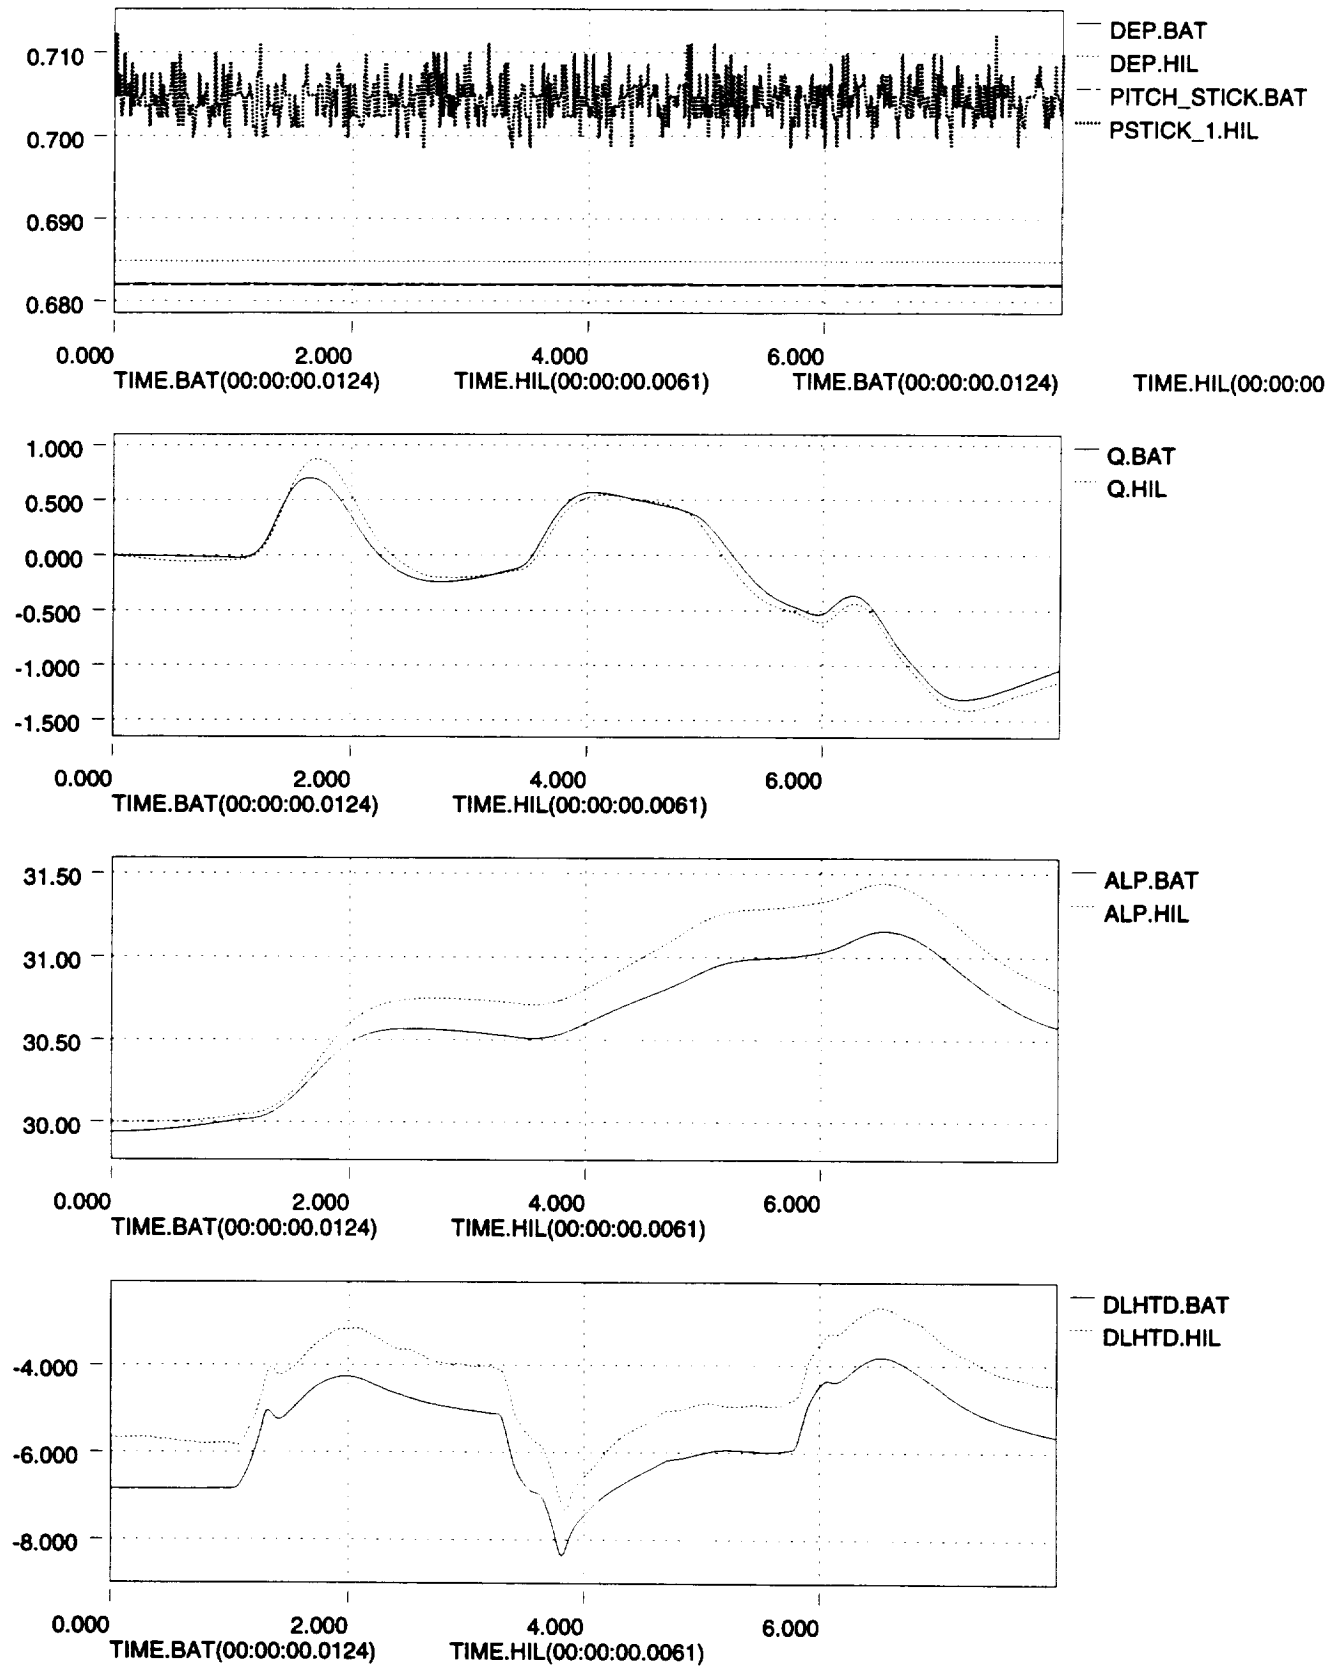 0.710
0.700
0.690
0.680
DEP.BAT
DEP.HIL
PITCH_STICK.BAT
PSTICK_1.HIL
0.000 2.000 4.000 6.000
TIME.BAT(00:00:00.0124) TIME.HIL(00:00:00.0061) TIME.BAT(00:00:00.0124) TIME.HIL(00:00:00
1.000
0.500
0.000
-0.500
-1.000
-1.500
Q.BAT
Q.HIL
0.000 2.000 4.000 6.000
TIME.BAT(00:00:00.0124) TIME.HIL(00:00:00.0061)
31.50
31.00
30.50
30.00
ALP.BAT
ALP.HIL
0.000 2.000 4.000 6.000
TIME.BAT(00:00:00.0124) TIME.HIL(00:00:00.0061)
-4.000
-6.000
-8.000
DLHTD.BAT
DLHTD.HIL
0.000 2.000 4.000 6.000
TIME.BAT(00:00:00.0124) TIME.HIL(00:00:00.0061)